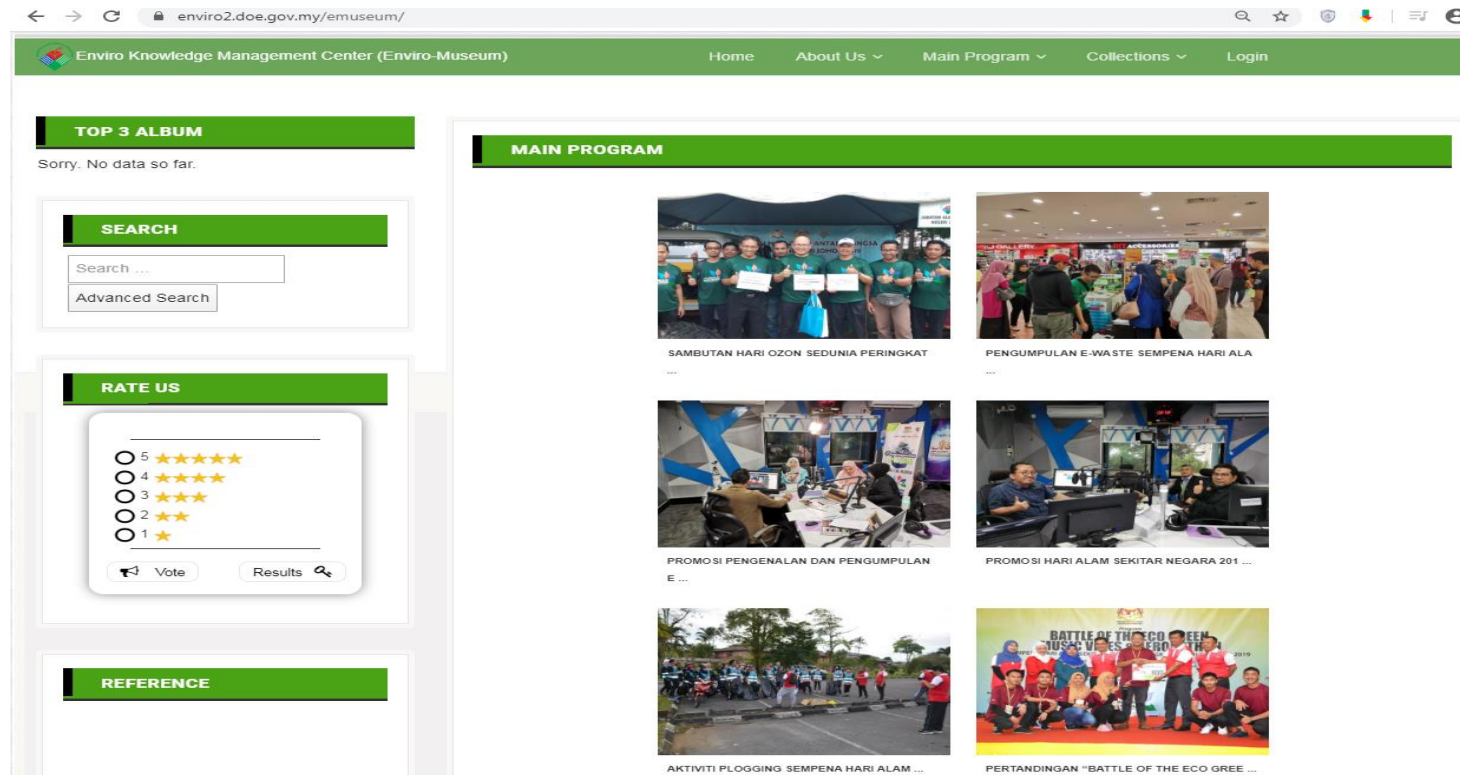 enviro2.doe.gov.my/emuseum/
Enviro Knowledge Management Center (Enviro-Museum)
Home
About Us
Main Program
Collections
Login
TOP 3 ALBUM
Sorry. No data so far.
SEARCH
Search ...
Advanced Search
RATE US
5
4
3
2
1
Vote
Results
REFERENCE
MAIN PROGRAM
SAMBUTAN HARI OZON SEDUNIA PERINGKAT
...
PENGUMPULAN E-WASTE SEMPENA HARI ALA
...
PROMOSI PENGENALAN DAN PENGUMPULAN
E ...
PROMOSI HARI ALAM SEKITAR NEGARA 201 ...
BATTLE OF THE ECO GREEN
2019
AKTIVITI PLOGGING SEMPENA HARI ALAM ...
PERTANDINGAN "BATTLE OF THE ECO GREE ...